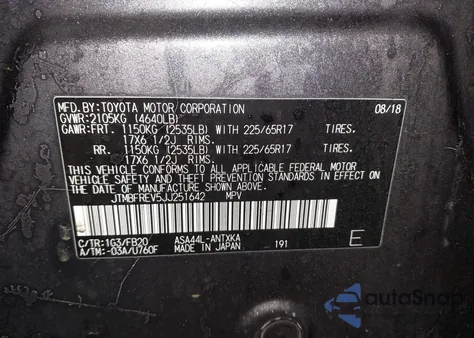 MFD.BY:TOYOTA MOTOR CORPORATION 08/18
GVWR:2105KG (4640LB)
GAWR:FRT. 1150KG (2535LB) WITH 225/65R17 TIRES.
17X6 1/2J RIMS.
RR. 1150KG (2535LB) WITH 225/65R17 TIRES.
17X6 1/2J RIMS.
THIS VEHICLE CONFORMS TO ALL APPLICABLE FEDERAL MOTOR
VEHICLE SAFETY AND THEFT PREVENTION STANDARDS IN EFFECT
ON THE DATE OF MANUFACTURE SHOWN ABOVE.
JTMBFREV5JJ251642 MPV
C/TR:1G3/FB20 ASA44L-ANTXKA
A/TM:-03A/U760F MADE IN JAPAN 191 E
autoSnap